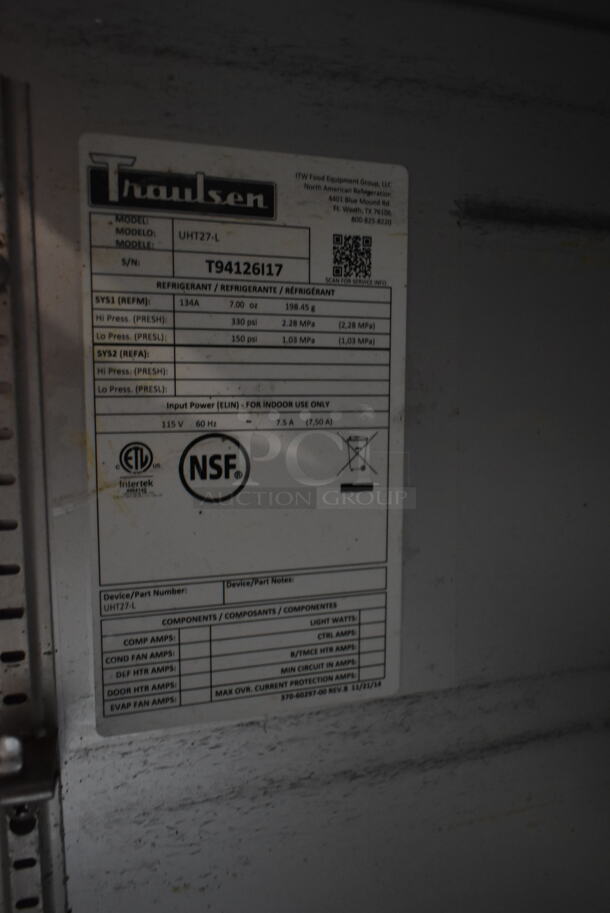 Traulsen
ITW Food Equipment Group, LLC
North American Refrigeration
4401 Blue Mound Rd.
Ft. Worth, TX 76106
800-825-8220
MODEL:
MODELO:
MODELE:
UHT27-L
S/N:
T94126I17
SCAN FOR SERVICE INFO
REFRIGERANT / REFRIGERANTE / RÉFRIGÉRANT
SYS1 (REFM): 134A 7.00 oz 198.45 g
Hi Press. (PRESH): 330 psi 2.28 MPa (2,28 MPa)
Lo Press. (PRESL): 150 psi 1.03 MPa (1,03 MPa)
SYS2 (REFA):
Hi Press. (PRESH):
Lo Press. (PRESL):
Input Power (ELIN) - FOR INDOOR USE ONLY
115 V 60 Hz ~ 7.5 A (7,50 A)
C ETL US
Intertek
NSF®
PCI
AUCTION GROUP
Device/Part Number:
UHT27-L
Device/Part Notes:
COMPONENTS / COMPOSANTS / COMPONENTES
COMP AMPS: LIGHT WATTS:
COND FAN AMPS: CTRL AMPS:
DEF HTR AMPS: B/TMCE HTR AMPS:
DOOR HTR AMPS: MIN CIRCUIT IN AMPS:
EVAP FAN AMPS: MAX OVR. CURRENT PROTECTION AMPS:
370-60297-00 REV.B 11/21/14